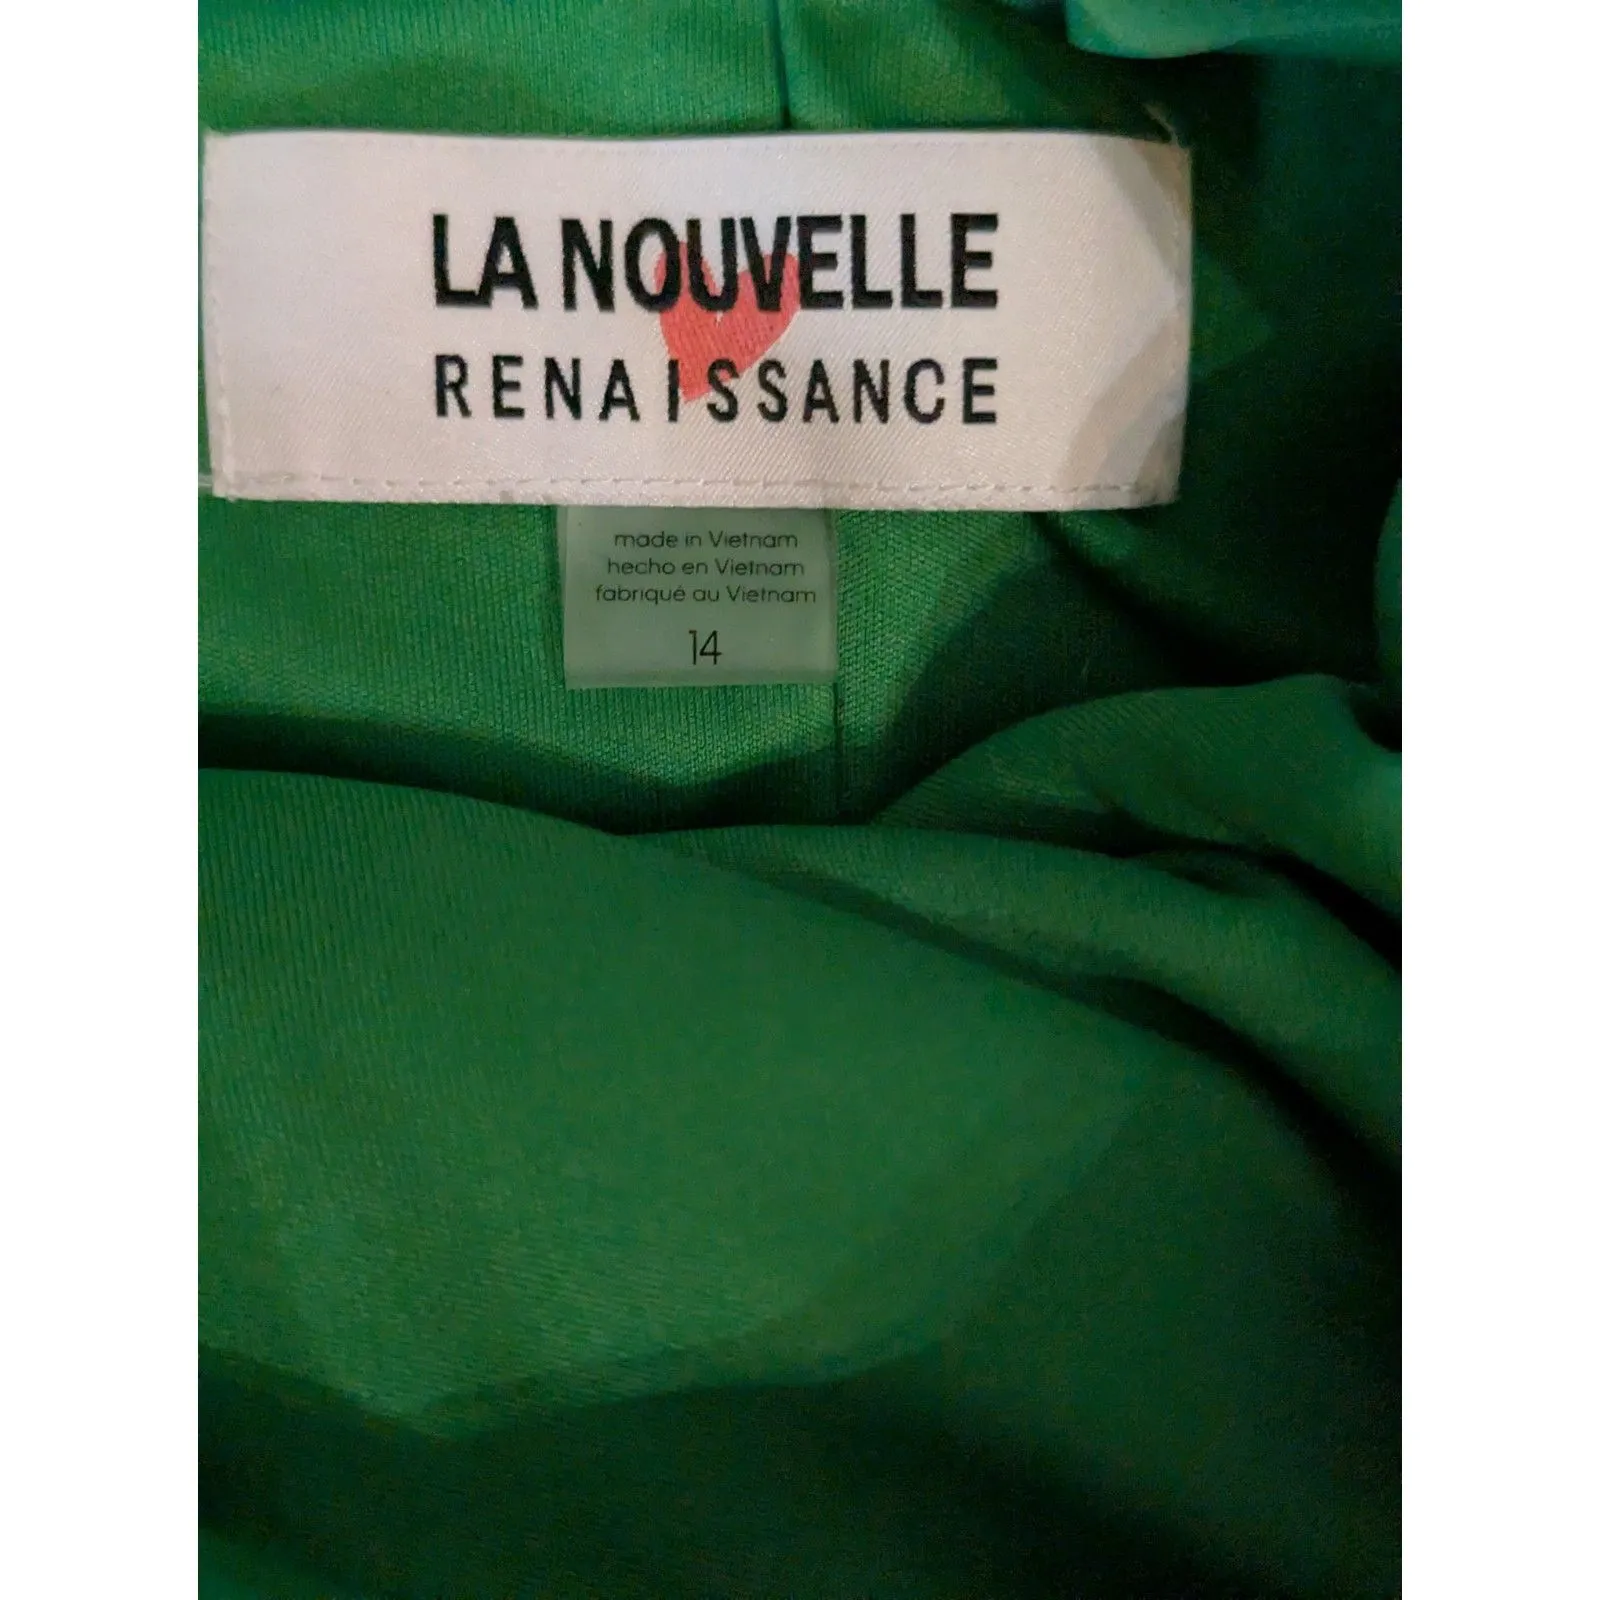 LA NOUVELLE
RENAISSANCE
made in Vietnam
hecho en Vietnam
fabriqué au Vietnam
14